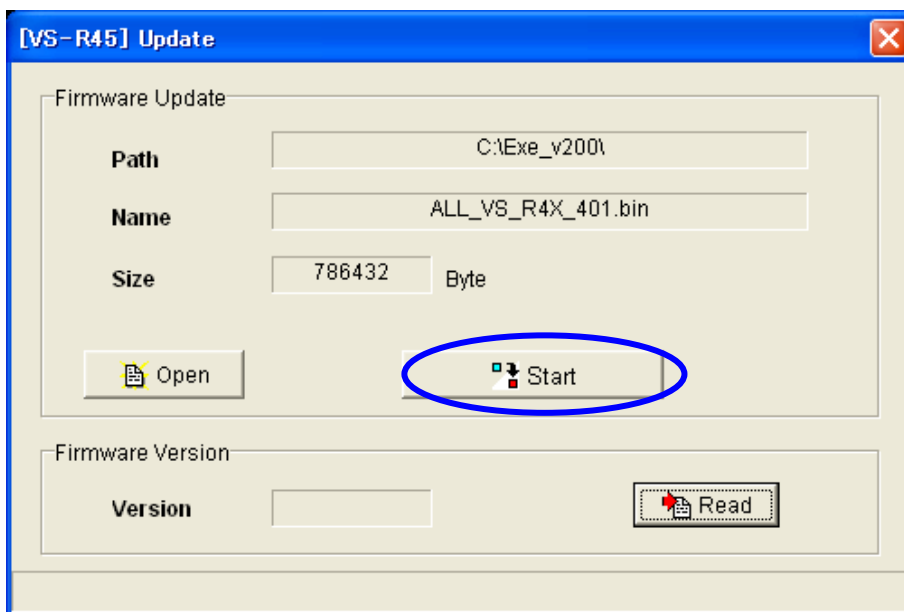 [VS-R45] Update
Firmware Update
Path C:\Exe_v200\
Name ALL_VS_R4X_401.bin
Size 786432 Byte
Open Start
Firmware Version
Version Read